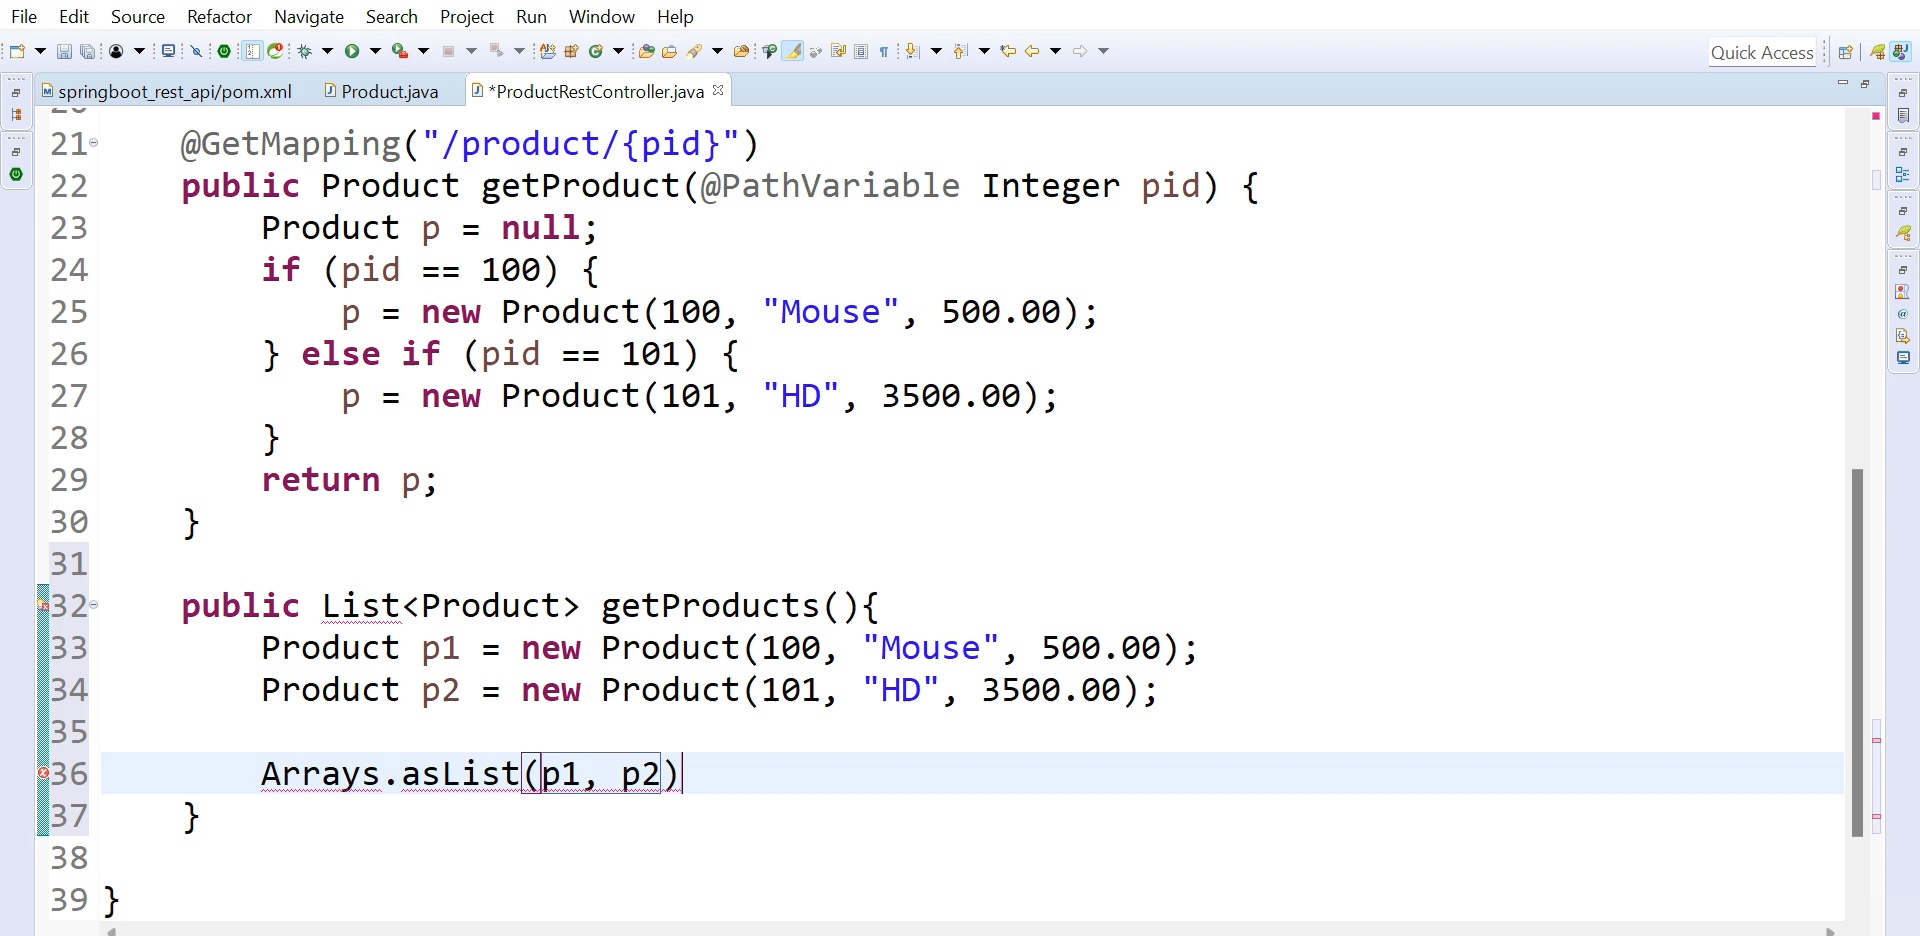 File Edit Source Refactor Navigate Search Project Run Window Help
Quick Access
springboot_rest_api/pom.xml Product.java *ProductRestController.java
21 @GetMapping("/product/{pid}")
22 public Product getProduct(@PathVariable Integer pid) {
23 Product p = null;
24 if (pid == 100) {
25 p = new Product(100, "Mouse", 500.00);
26 } else if (pid == 101) {
27 p = new Product(101, "HD", 3500.00);
28 }
29 return p;
30 }
31
32 public List<Product> getProducts(){
33 Product p1 = new Product(100, "Mouse", 500.00);
34 Product p2 = new Product(101, "HD", 3500.00);
35
36 Arrays.asList(p1, p2)
37 }
38
39 }